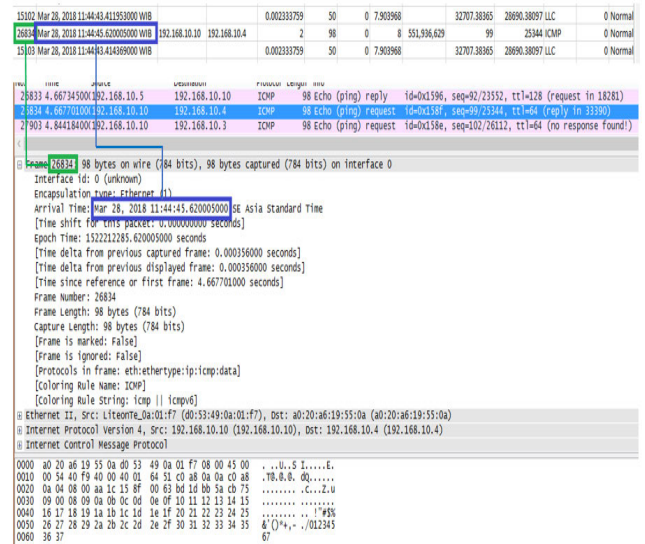 15102 Mar 28, 2018 11:44:43.411953000 WIB 0.002333759 50 0 7.903968 32707.38365 28690.38097 LLC 0 Normal
26834 Mar 28, 2018 11:44:45.620005000 WIB 192.168.10.10 192.168.10.4 2 98 0 8 551,936,629 99 25344 ICMP 0 Normal
15103 Mar 28, 2018 11:44:43.414369000 WIB 0.002333759 50 0 7.903968 32707.38365 28690.38097 LLC 0 Normal
No. Time Source Destination Protocol Length Info
26833 4.667345000 192.168.10.5 192.168.10.10 ICMP 98 Echo (ping) reply id=0x1596, seq=92/23552, ttl=128 (request in 18281)
26834 4.667701000 192.168.10.10 192.168.10.4 ICMP 98 Echo (ping) request id=0x158f, seq=99/25344, ttl=64 (reply in 33390)
27903 4.844184000 192.168.10.10 192.168.10.3 ICMP 98 Echo (ping) request id=0x158e, seq=102/26112, ttl=64 (no response found!)
Frame 26834: 98 bytes on wire (784 bits), 98 bytes captured (784 bits) on interface 0
Interface id: 0 (unknown)
Encapsulation type: Ethernet (1)
Arrival Time: Mar 28, 2018 11:44:45.620005000 SE Asia Standard Time
[Time shift for this packet: 0.000000000 seconds]
Epoch Time: 1522212285.620005000 seconds
[Time delta from previous captured frame: 0.000356000 seconds]
[Time delta from previous displayed frame: 0.000356000 seconds]
[Time since reference or first frame: 4.667701000 seconds]
Frame Number: 26834
Frame Length: 98 bytes (784 bits)
Capture Length: 98 bytes (784 bits)
[Frame is marked: False]
[Frame is ignored: False]
[Protocols in frame: eth:ethertype:ip:icmp:data]
[Coloring Rule Name: ICMP]
[Coloring Rule String: icmp || icmpv6]
Ethernet II, Src: LiteonTe_0a:01:f7 (d0:53:49:0a:01:f7), Dst: a0:20:a6:19:55:0a (a0:20:a6:19:55:0a)
Internet Protocol Version 4, Src: 192.168.10.10 (192.168.10.10), Dst: 192.168.10.4 (192.168.10.4)
Internet Control Message Protocol
0000 a0 20 a6 19 55 0a d0 53 49 0a 01 f7 08 00 45 00 . ..U..S I.....E.
0010 00 54 40 f9 40 00 40 01 64 51 c0 a8 0a 0a c0 a8 .T@.@.@. dQ......
0020 0a 04 08 00 aa 1c 15 8f 00 63 bd 1d bb 5a cb 75 ........ .c...Z.u
0030 09 00 08 09 0a 0b 0c 0d 0e 0f 10 11 12 13 14 15 ........ ........
0040 16 17 18 19 1a 1b 1c 1d 1e 1f 20 21 22 23 24 25 ........ .. !"#$%
0050 26 27 28 29 2a 2b 2c 2d 2e 2f 30 31 32 33 34 35 &'()*+,- ./012345
0060 36 37 67